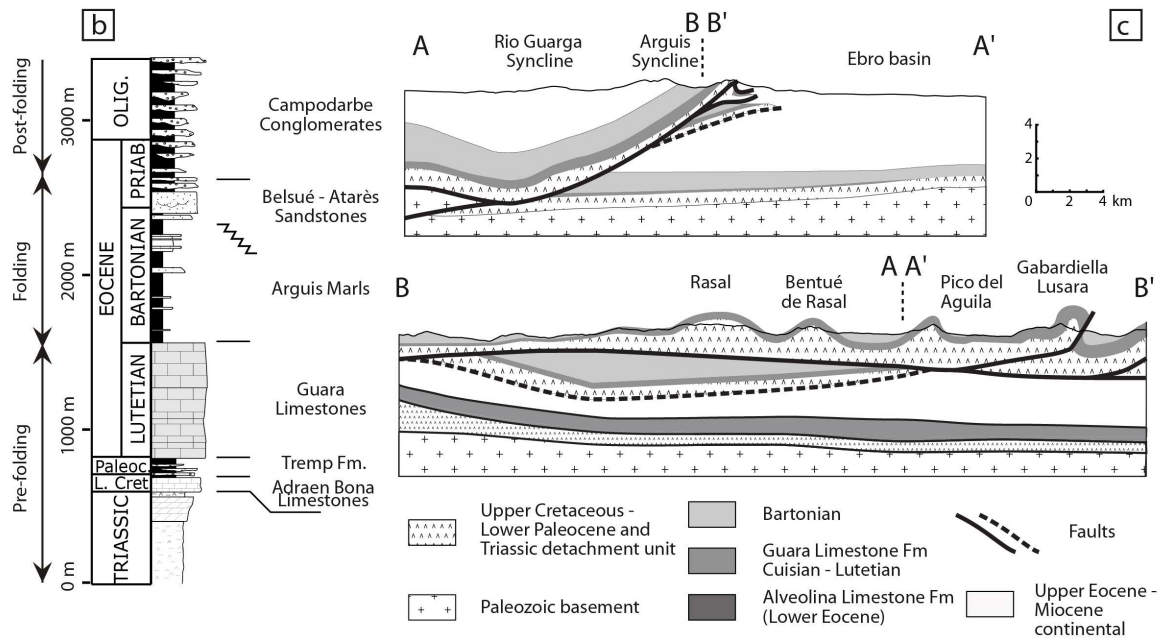 b
Post-folding
Folding
Pre-folding
3000 m
2000 m
1000 m
0 m
OLIG.
EOCENE
PRIAB
BARTONIAN
LUTETIAN
Paleoc.
L. Cret
TRIASSIC
Campodarbe
Conglomerates
Belsué - Atarès
Sandstones
Arguis Marls
Guara
Limestones
Tremp Fm.
Adraen Bona
Limestones
c
A
Rio Guarga
Syncline
Arguis
Syncline
B B'
Ebro basin
A'
4
2
0 2 4 km
B
Rasal
Bentué
de Rasal
A A'
Pico del
Aguila
Gabardiella
Lusara
B'
Upper Cretaceous -
Lower Paleocene and
Triassic detachment unit
Paleozoic basement
Bartonian
Guara Limestone Fm
Cuisian - Lutetian
Alveolina Limestone Fm
(Lower Eocene)
Faults
Upper Eocene -
Miocene
continental